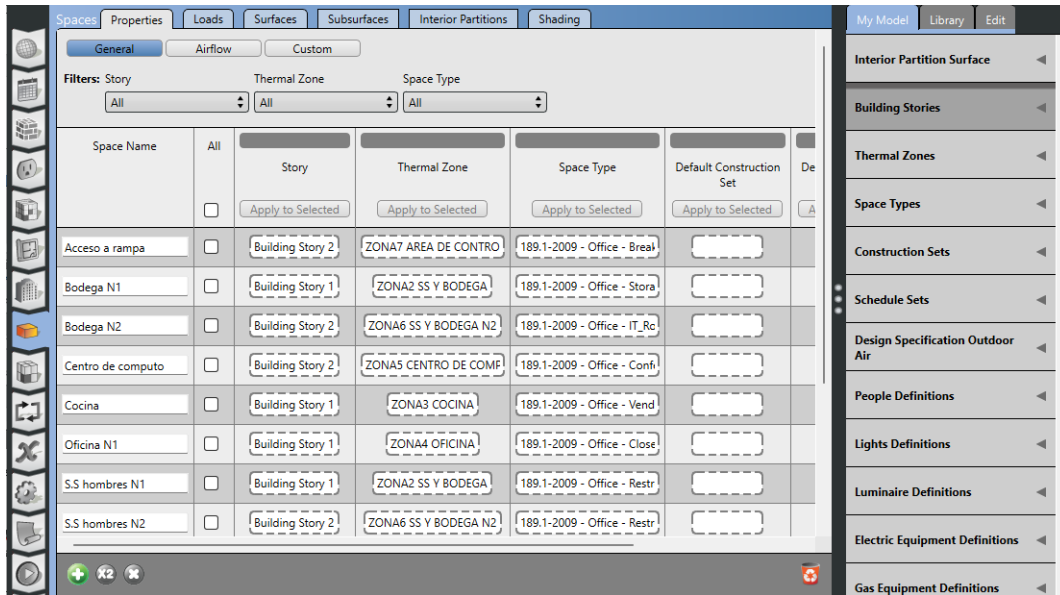 Spaces Properties Loads Surfaces Subsurfaces Interior Partitions Shading
General Airflow Custom
Filters: Story Thermal Zone Space Type
All All All
Space Name All Story Thermal Zone Space Type Default Construction Set De
Apply to Selected Apply to Selected Apply to Selected Apply to Selected A
Acceso a rampa Building Story 2 ZONA7 AREA DE CONTRO 189.1-2009 - Office - Break
Bodega N1 Building Story 1 ZONA2 SS Y BODEGA 189.1-2009 - Office - Stora
Bodega N2 Building Story 2 ZONA6 SS Y BODEGA N2 189.1-2009 - Office - IT_Ro
Centro de computo Building Story 2 ZONA5 CENTRO DE COMP 189.1-2009 - Office - Confe
Cocina Building Story 1 ZONA3 COCINA 189.1-2009 - Office - Vend
Oficina N1 Building Story 1 ZONA4 OFICINA 189.1-2009 - Office - Close
S.S hombres N1 Building Story 1 ZONA2 SS Y BODEGA 189.1-2009 - Office - Restr
S.S hombres N2 Building Story 2 ZONA6 SS Y BODEGA N2 189.1-2009 - Office - Restr
X2
My Model Library Edit
Interior Partition Surface
Building Stories
Thermal Zones
Space Types
Construction Sets
Schedule Sets
Design Specification Outdoor
Air
People Definitions
Lights Definitions
Luminaire Definitions
Electric Equipment Definitions
Gas Equipment Definitions